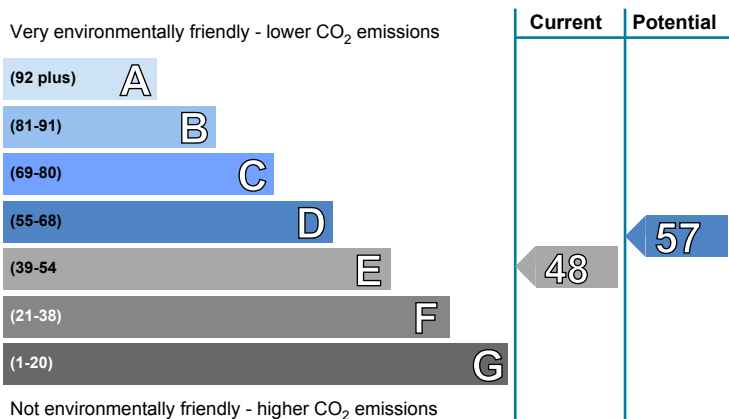 Very environmentally friendly - lower CO2 emissions
Current
Potential
(92 plus) A
(81-91) B
(69-80) C
(55-68) D
57
(39-54 E
48
(21-38) F
(1-20) G
Not environmentally friendly - higher CO2 emissions